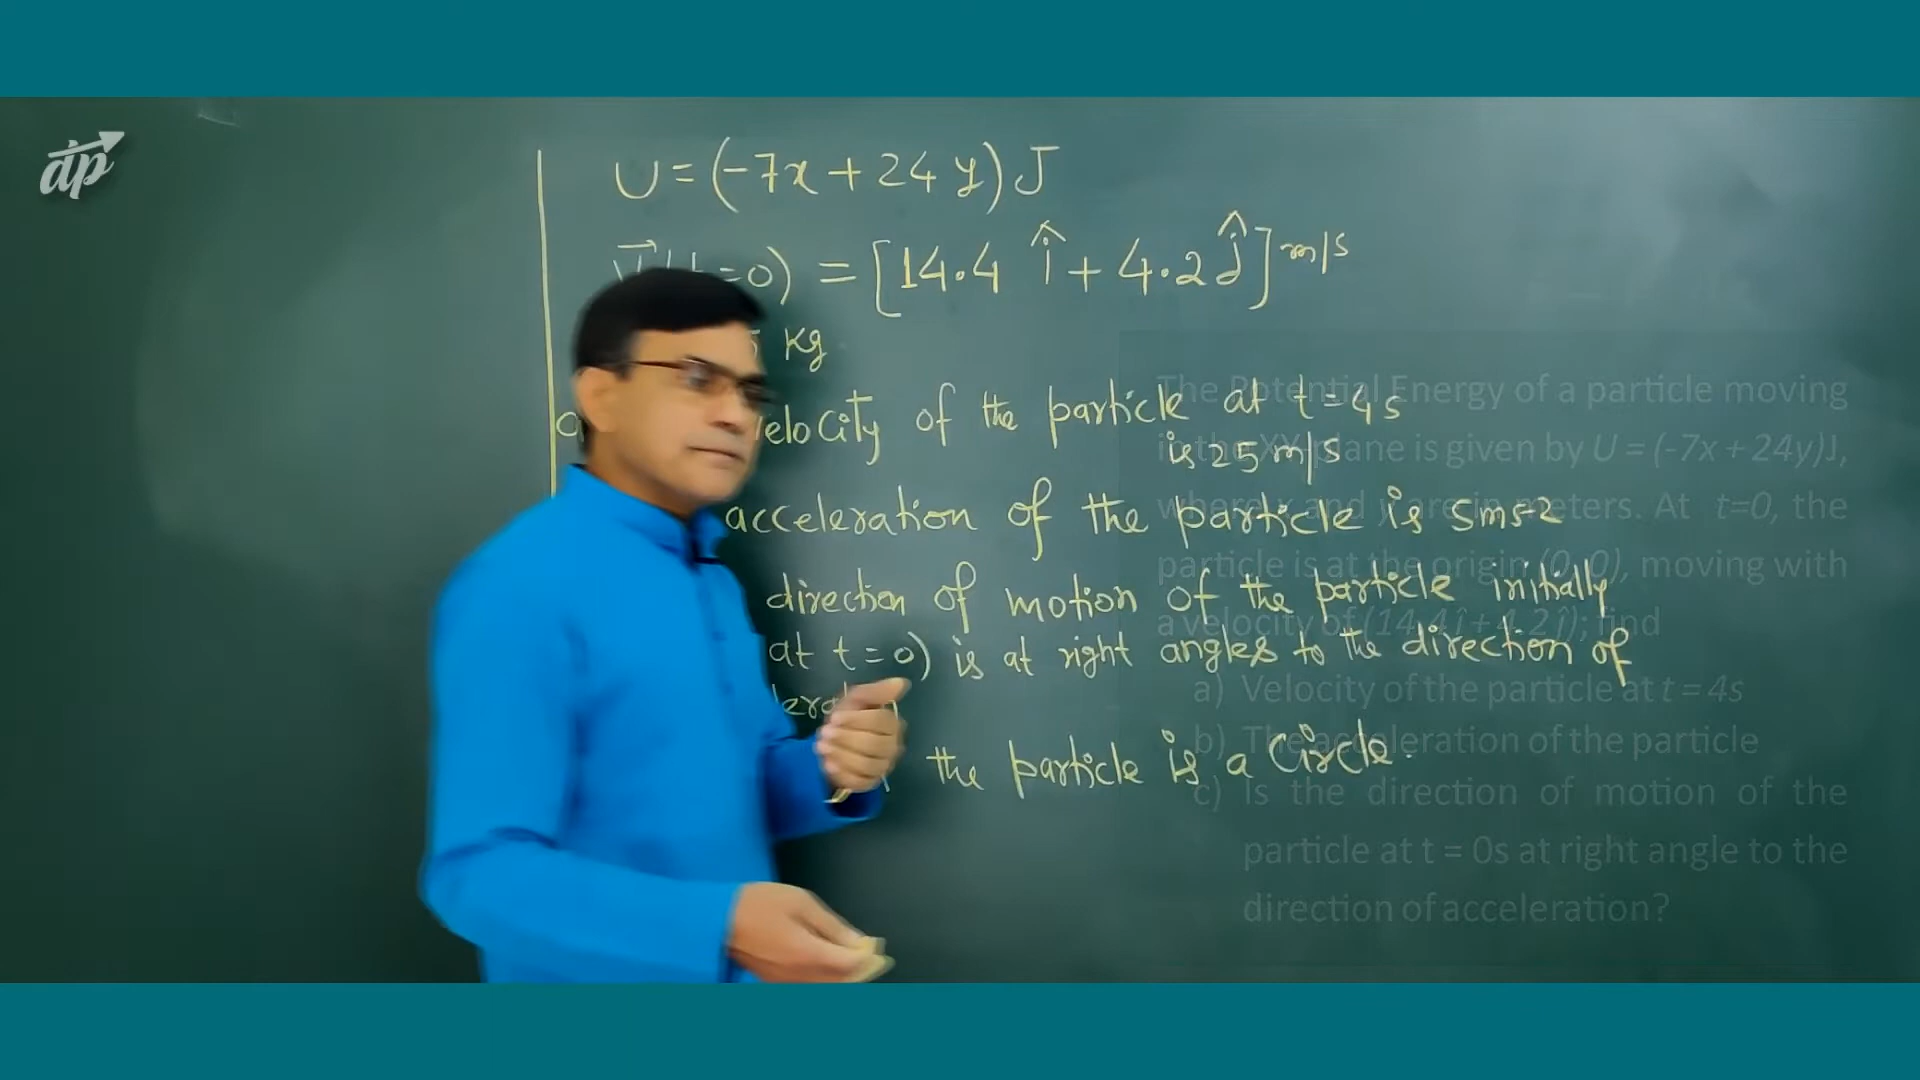 dp
U = (-7x + 24 y) J
(t=0) = [14.4 î + 4.2 ĵ] m/s
Kg
velocity of the particle at t = 4s
is 25 m/s
acceleration of the particle is 5ms-2
direction of motion of the particle initially
at t = 0) is at right angles to the direction of
the particle is a Circle.
The Potential Energy of a particle moving
in the XY plane is given by U = (-7x + 24y)J,
where x and y are in meters. At t=0, the
particle is at the origin (0,0), moving with
a velocity of (14.4î + 4.2ĵ); find
a) Velocity of the particle at t = 4s
b) The acceleration of the particle
c) Is the direction of motion of the
particle at t = 0s at right angle to the
direction of acceleration?